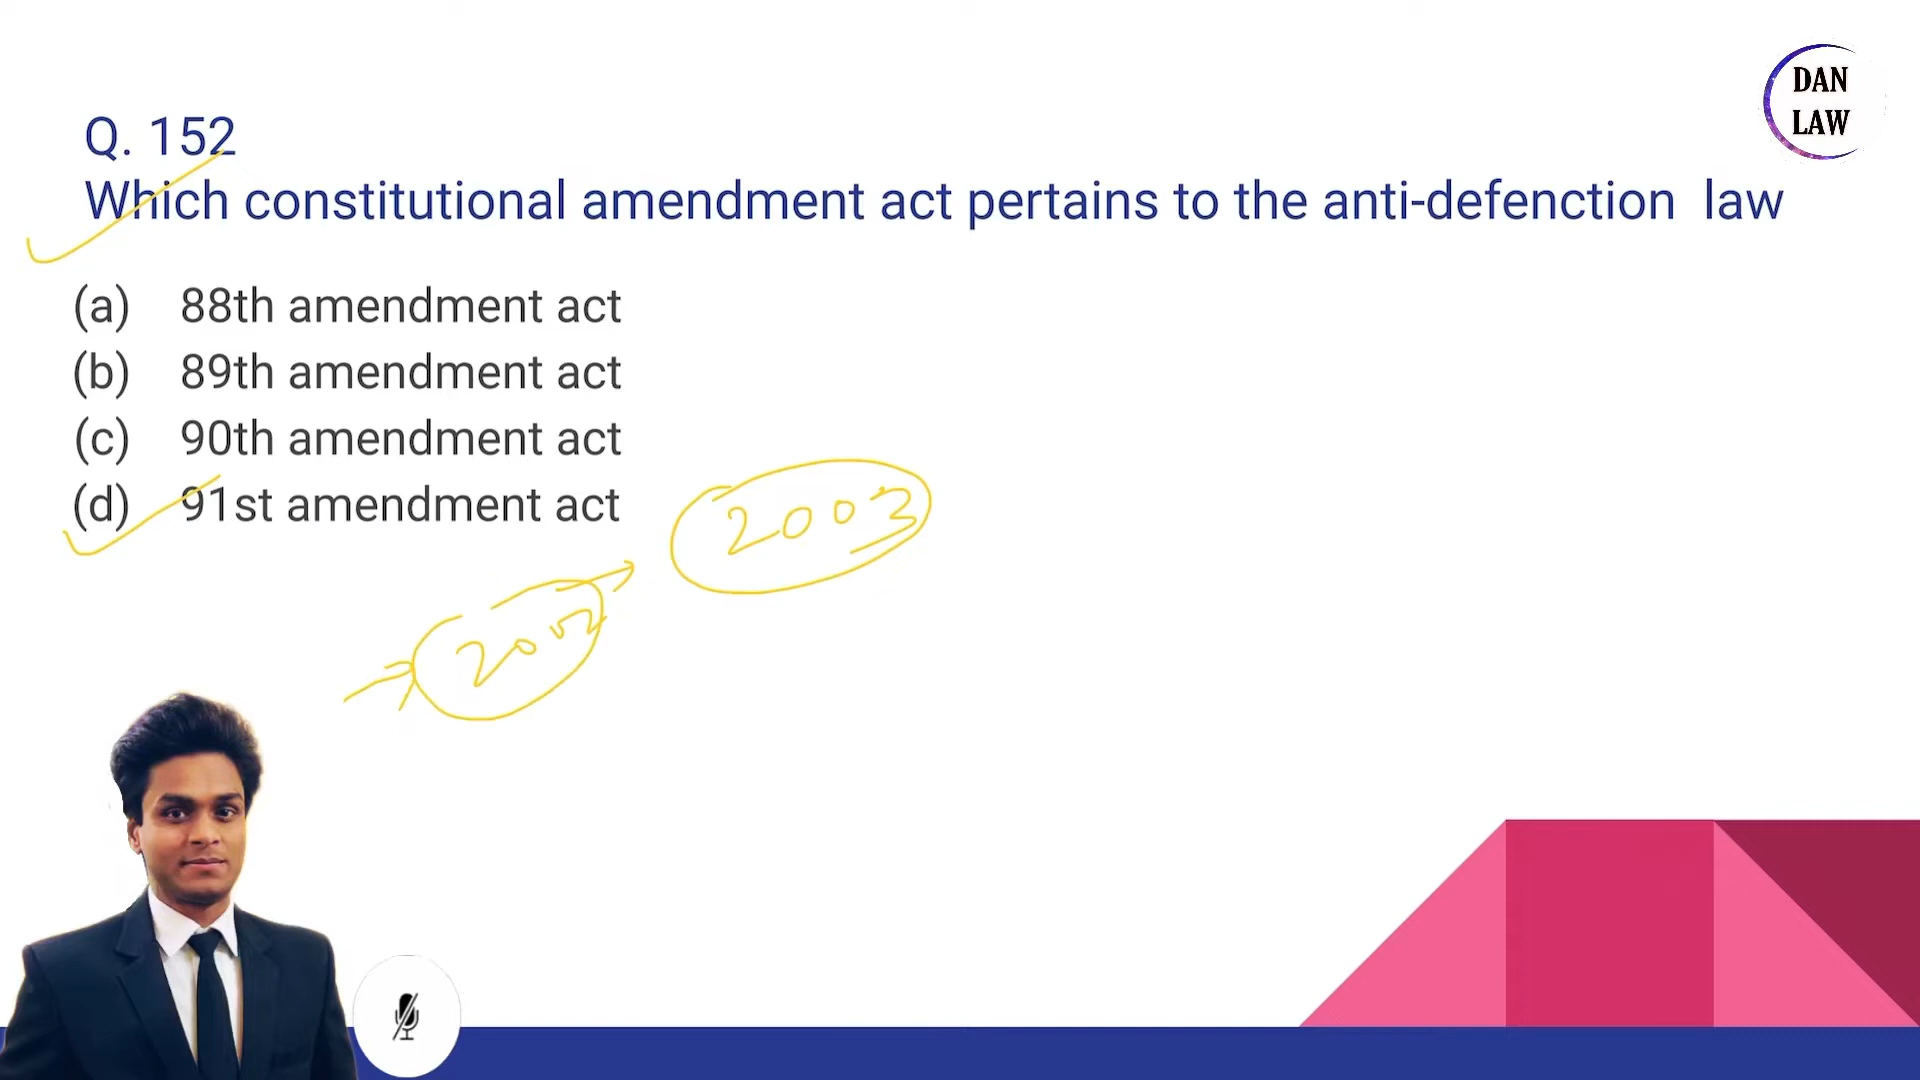 DAN
LAW
Q. 152
Which constitutional amendment act pertains to the anti-defenction law
(a) 88th amendment act
(b) 89th amendment act
(c) 90th amendment act
(d) 91st amendment act
2003
2002